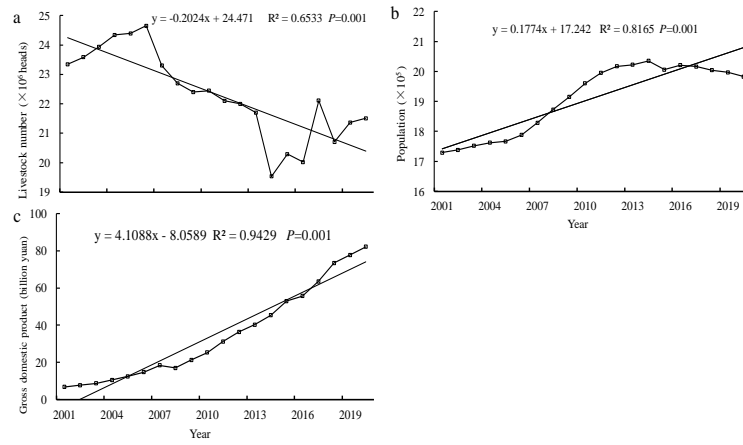 a
y = -0.2024x + 24.471 R² = 0.6533 P=0.001
25
24
23
22
21
20
19
Livestock number (×10⁶ heads)
b
y = 0.1774x + 17.242 R² = 0.8165 P=0.001
22
21
20
19
18
17
16
Population (×10⁵)
2001 2004 2007 2010 2013 2016 2019
Year
c
y = 4.1088x - 8.0589 R² = 0.9429 P=0.001
100
80
60
40
20
0
Gross domestic product (billion yuan)
2001 2004 2007 2010 2013 2016 2019
Year